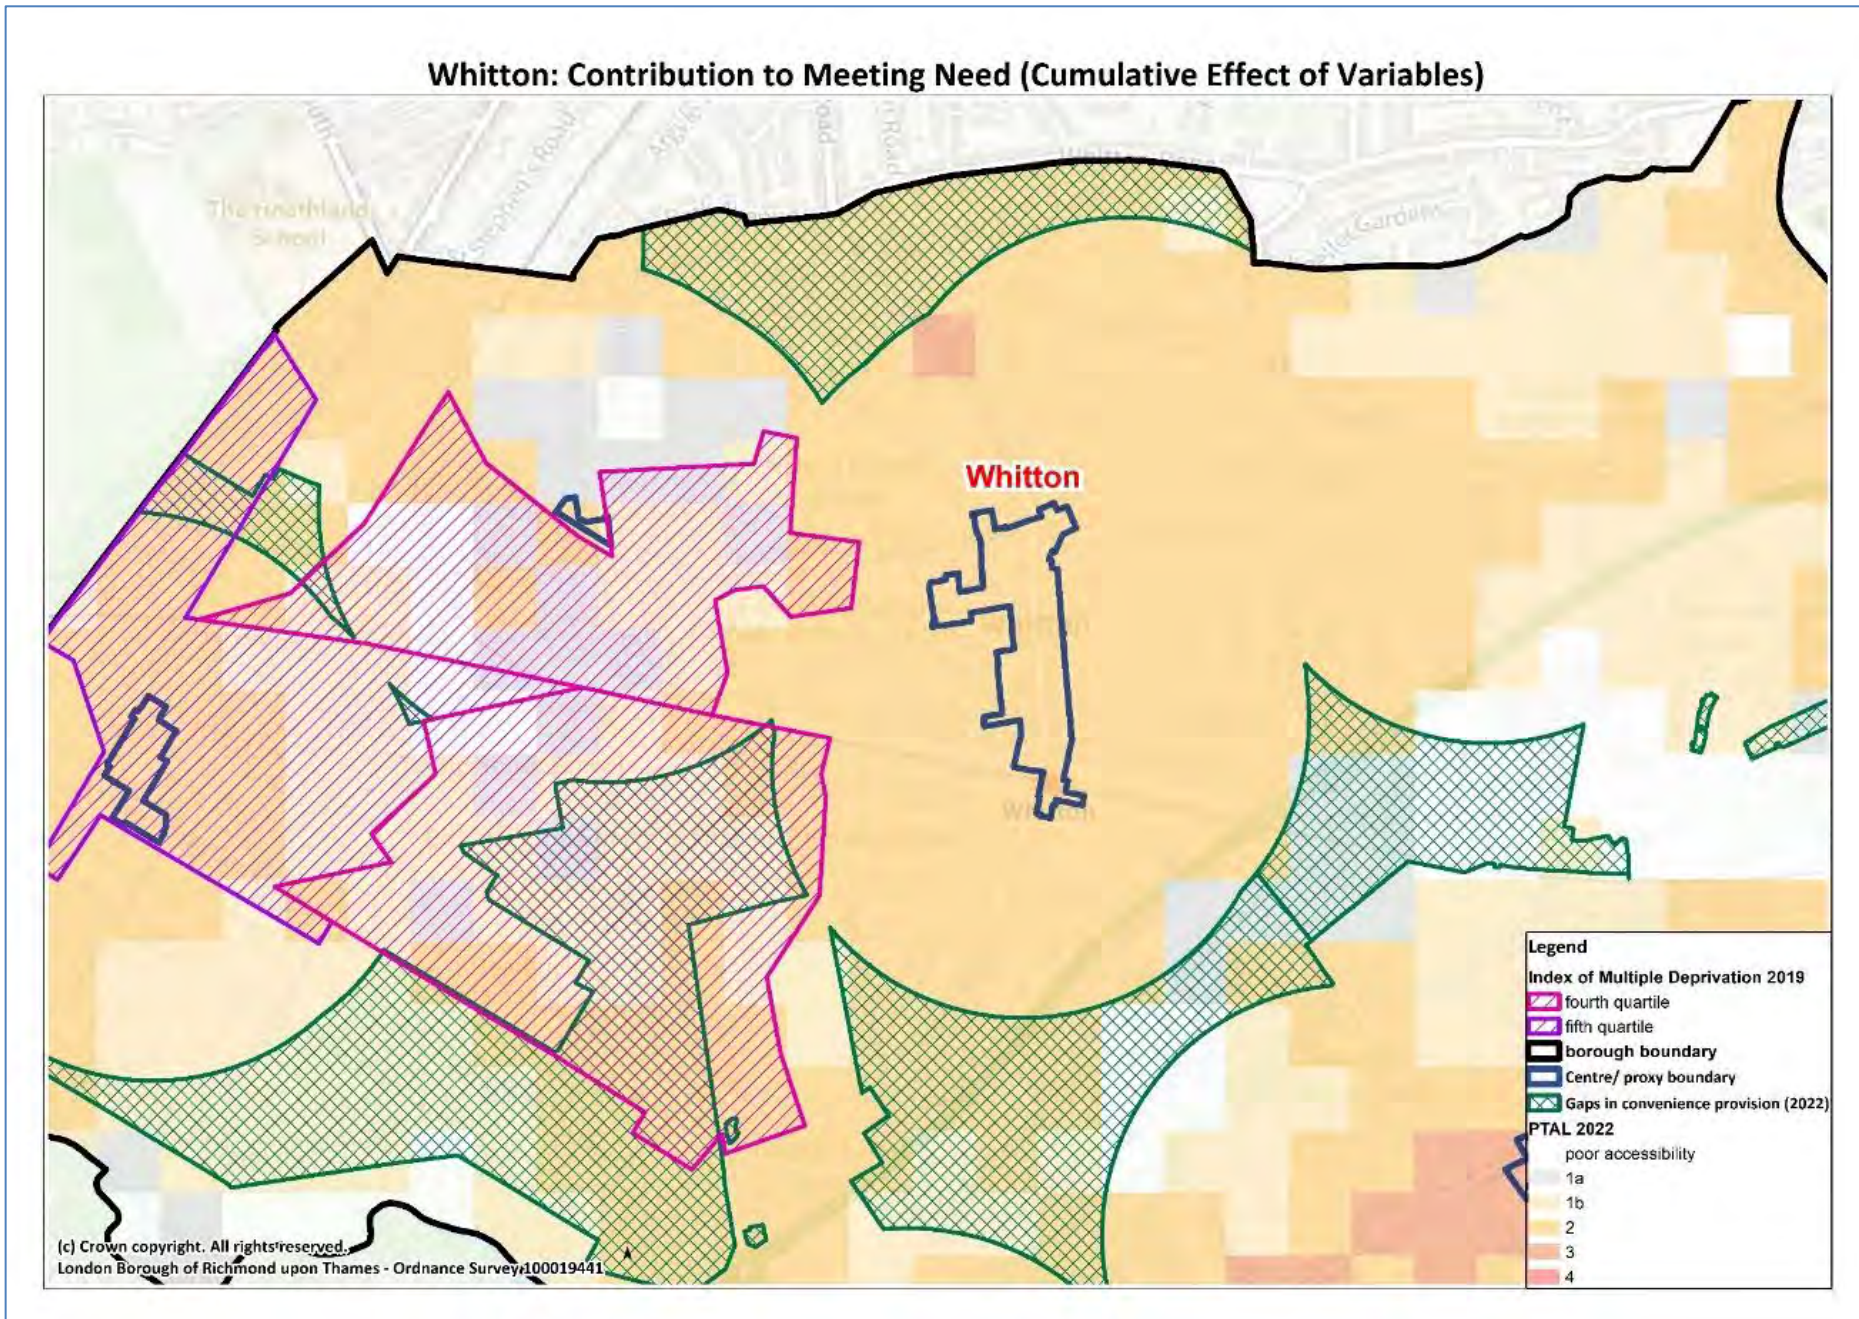 Whitton: Contribution to Meeting Need (Cumulative Effect of Variables)
School
Whitton
Whitton
Legend
Index of Multiple Deprivation 2019
fourth quartile
fifth quartile
borough boundary
Centre/ proxy boundary
Gaps in convenience provision (2022)
PTAL 2022
poor accessibility
1a
1b
2
3
4
(c) Crown copyright. All rights reserved.
London Borough of Richmond upon Thames - Ordnance Survey 100019441